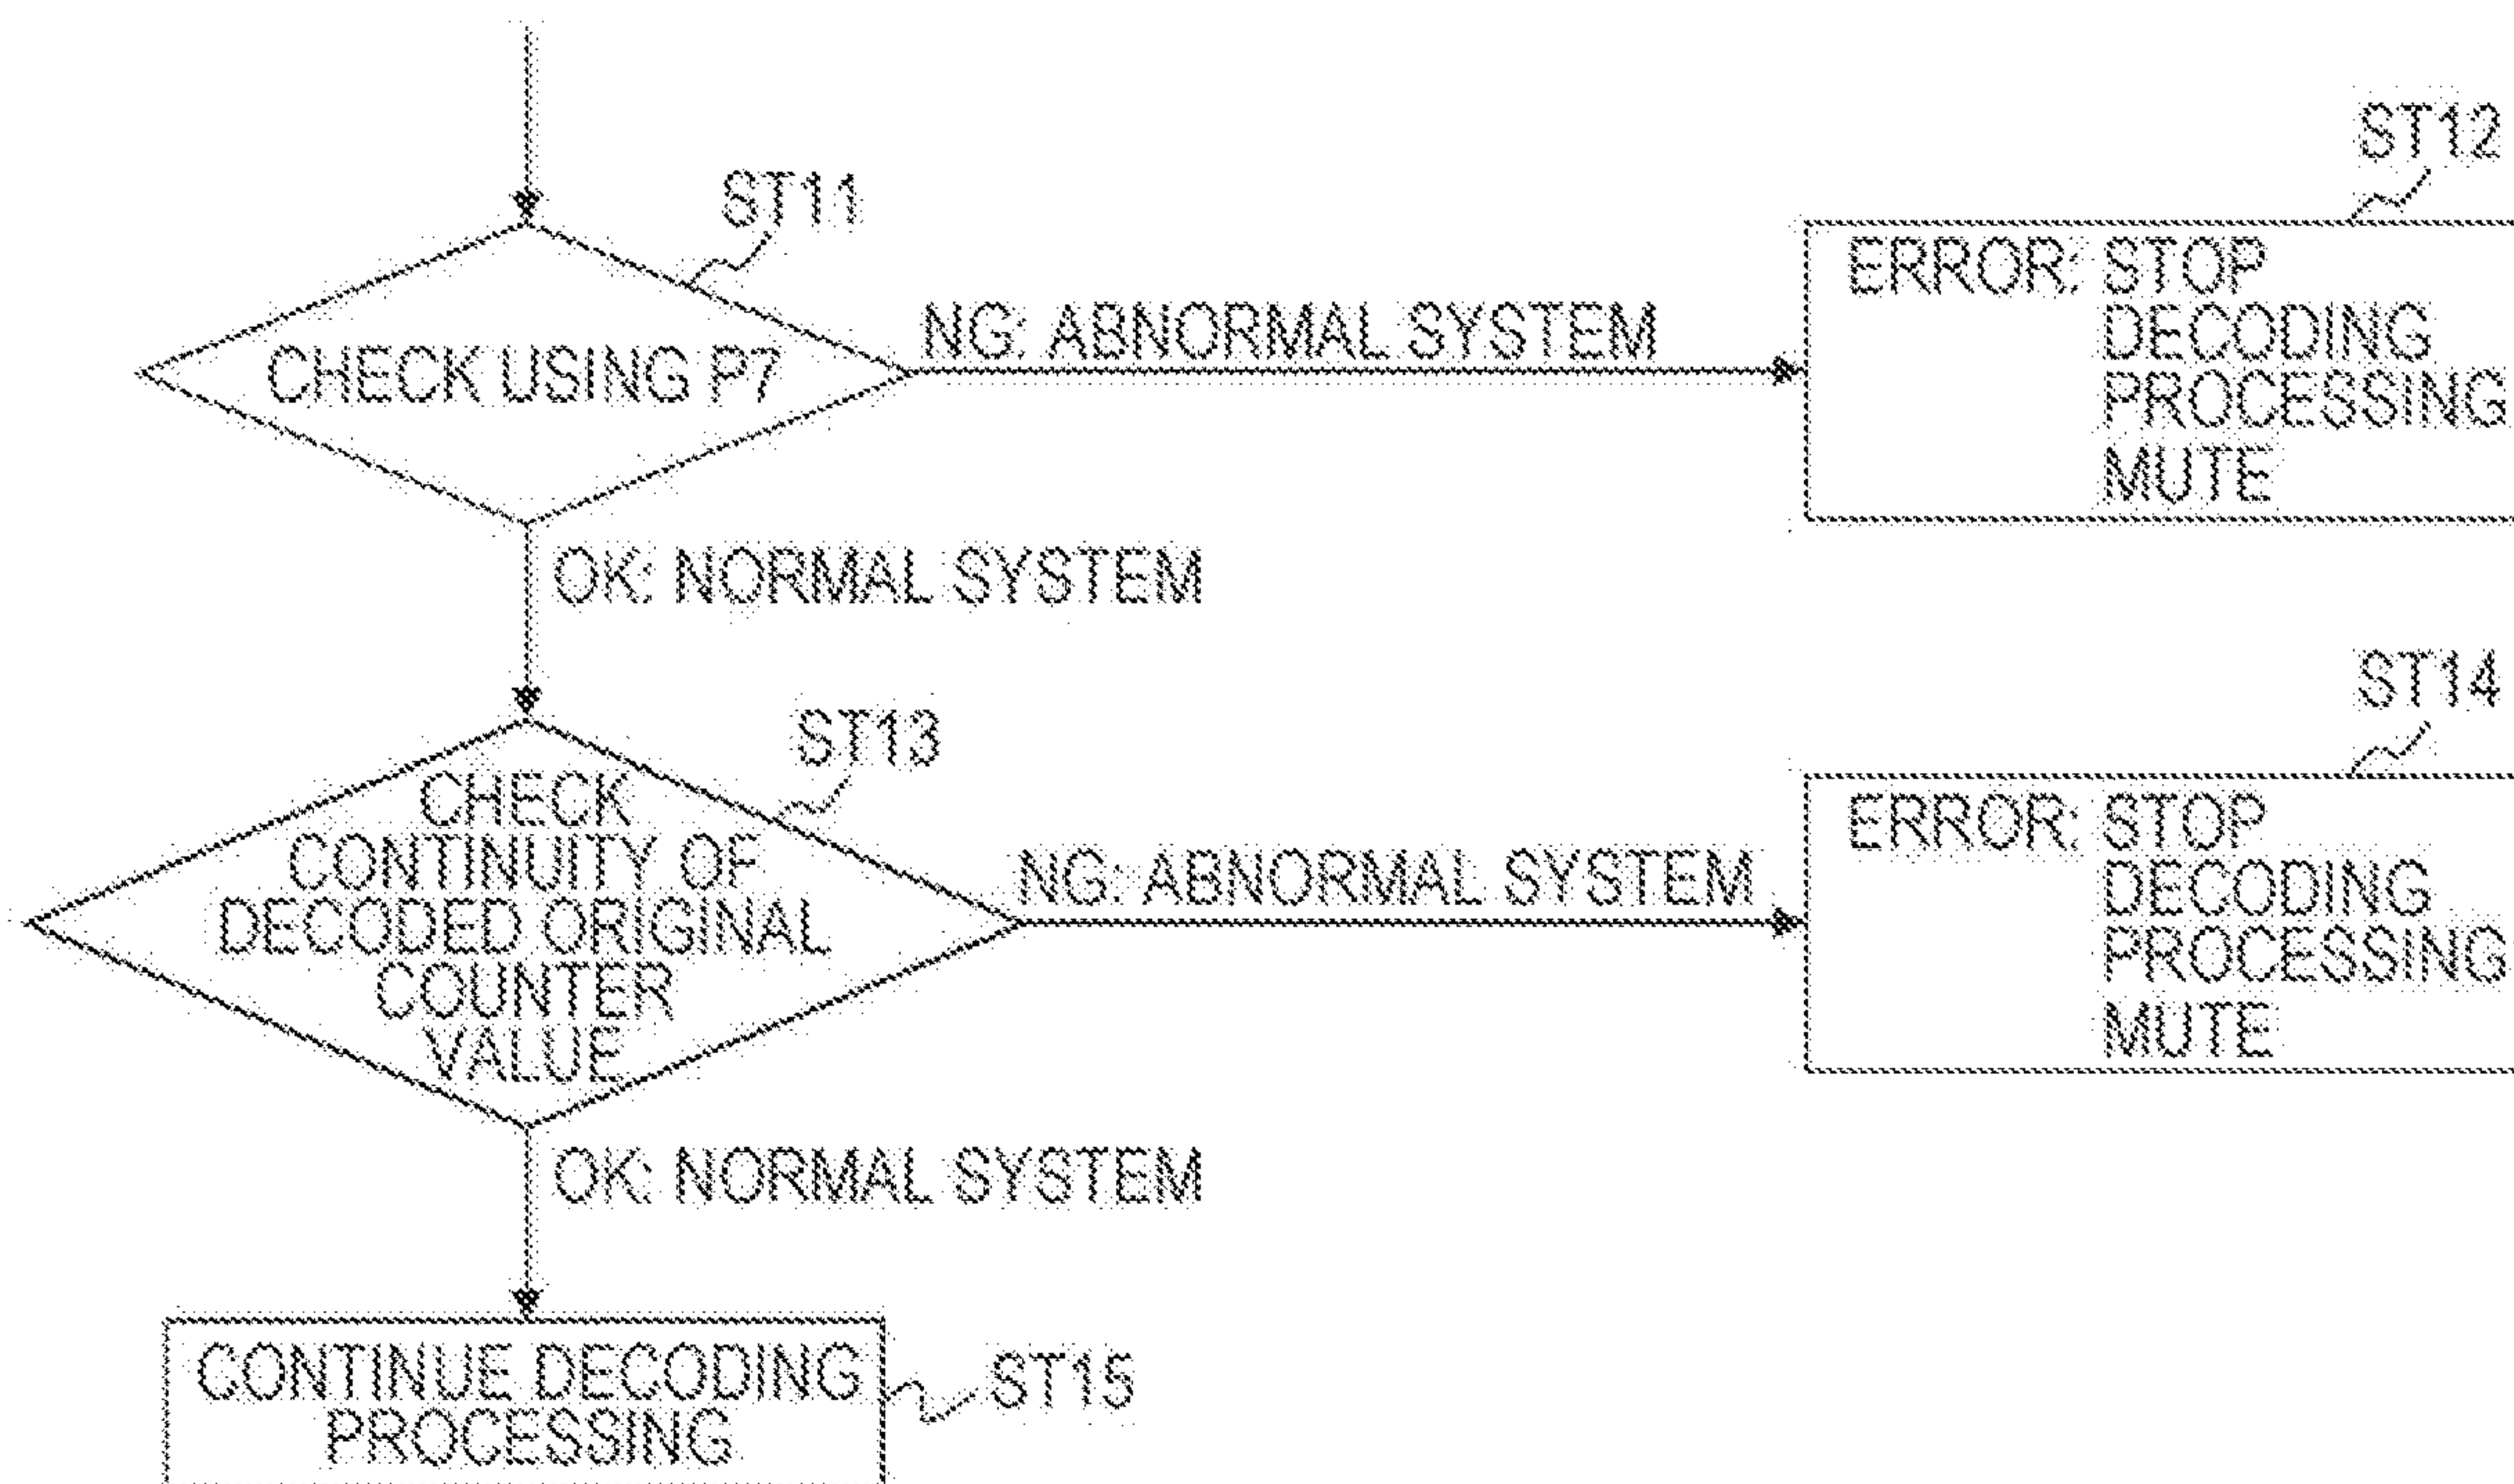 ST11
ST12
CHECK USING P7
NG: ABNORMAL SYSTEM
ERROR: STOP
DECODING
PROCESSING
MUTE
OK: NORMAL SYSTEM
ST13
ST14
CHECK
CONTINUITY OF
DECODED ORIGINAL
COUNTER
VALUE
NG: ABNORMAL SYSTEM
ERROR: STOP
DECODING
PROCESSING
MUTE
OK: NORMAL SYSTEM
CONTINUE DECODING
PROCESSING
ST15